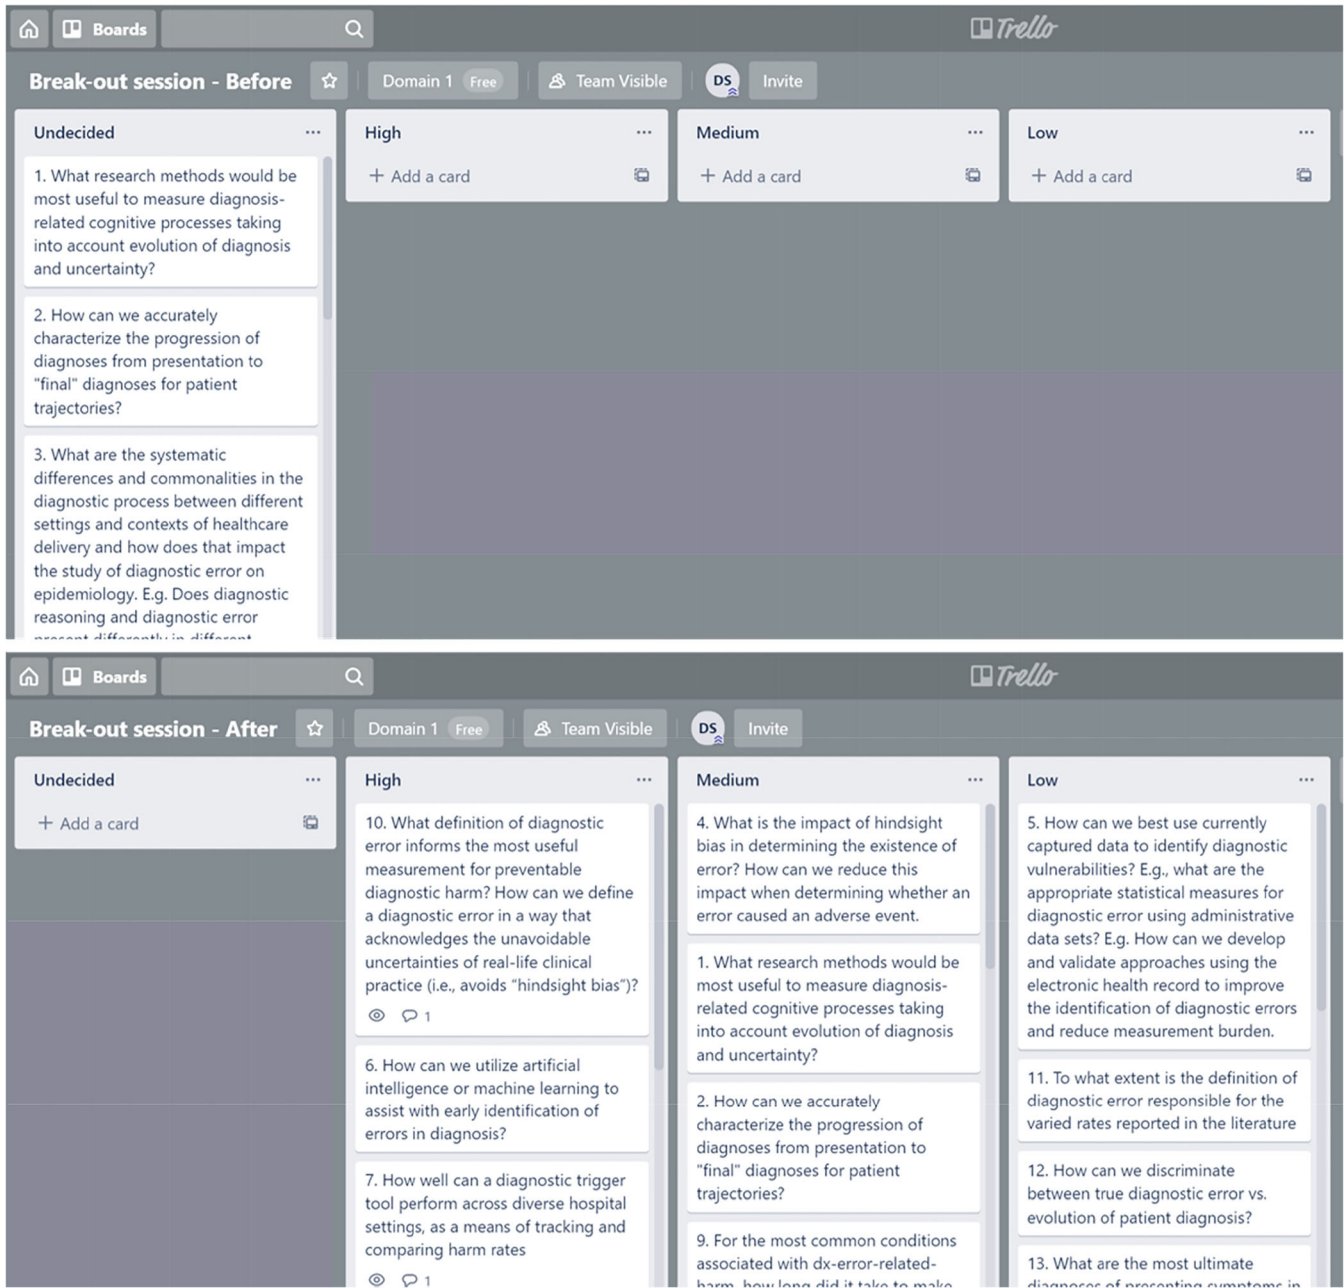 Boards
Trello
Break-out session - Before
Domain 1 Free
Team Visible
DS
Invite
Undecided
1. What research methods would be
most useful to measure diagnosis-
related cognitive processes taking
into account evolution of diagnosis
and uncertainty?
2. How can we accurately
characterize the progression of
diagnoses from presentation to
"final" diagnoses for patient
trajectories?
3. What are the systematic
differences and commonalities in the
diagnostic process between different
settings and contexts of healthcare
delivery and how does that impact
the study of diagnostic error on
epidemiology. E.g. Does diagnostic
reasoning and diagnostic error
present differently in different
High
+ Add a card
Medium
+ Add a card
Low
+ Add a card
Boards
Trello
Break-out session - After
Domain 1 Free
Team Visible
DS
Invite
Undecided
+ Add a card
High
10. What definition of diagnostic
error informs the most useful
measurement for preventable
diagnostic harm? How can we define
a diagnostic error in a way that
acknowledges the unavoidable
uncertainties of real-life clinical
practice (i.e., avoids "hindsight bias")?
1
6. How can we utilize artificial
intelligence or machine learning to
assist with early identification of
errors in diagnosis?
7. How well can a diagnostic trigger
tool perform across diverse hospital
settings, as a means of tracking and
comparing harm rates
1
Medium
4. What is the impact of hindsight
bias in determining the existence of
error? How can we reduce this
impact when determining whether an
error caused an adverse event.
1. What research methods would be
most useful to measure diagnosis-
related cognitive processes taking
into account evolution of diagnosis
and uncertainty?
2. How can we accurately
characterize the progression of
diagnoses from presentation to
"final" diagnoses for patient
trajectories?
9. For the most common conditions
associated with dx-error-related-
harm, how long did it take to make
Low
5. How can we best use currently
captured data to identify diagnostic
vulnerabilities? E.g., what are the
appropriate statistical measures for
diagnostic error using administrative
data sets? E.g. How can we develop
and validate approaches using the
electronic health record to improve
the identification of diagnostic errors
and reduce measurement burden.
11. To what extent is the definition of
diagnostic error responsible for the
varied rates reported in the literature
12. How can we discriminate
between true diagnostic error vs.
evolution of patient diagnosis?
13. What are the most ultimate
diagnoses of presenting symptoms in